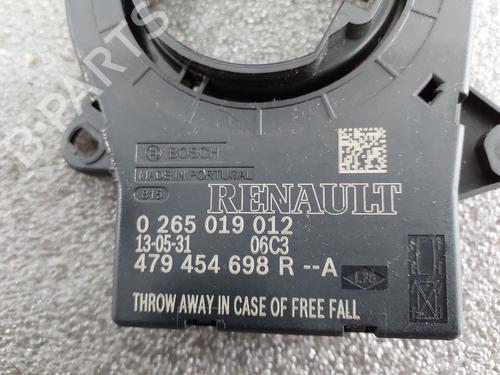 B-PARTS
BOSCH
MADE IN PORTUGAL
815
RENAULT
0 265 019 012
13-05-31 06C3
479 454 698 R --A
THROW AWAY IN CASE OF FREE FALL